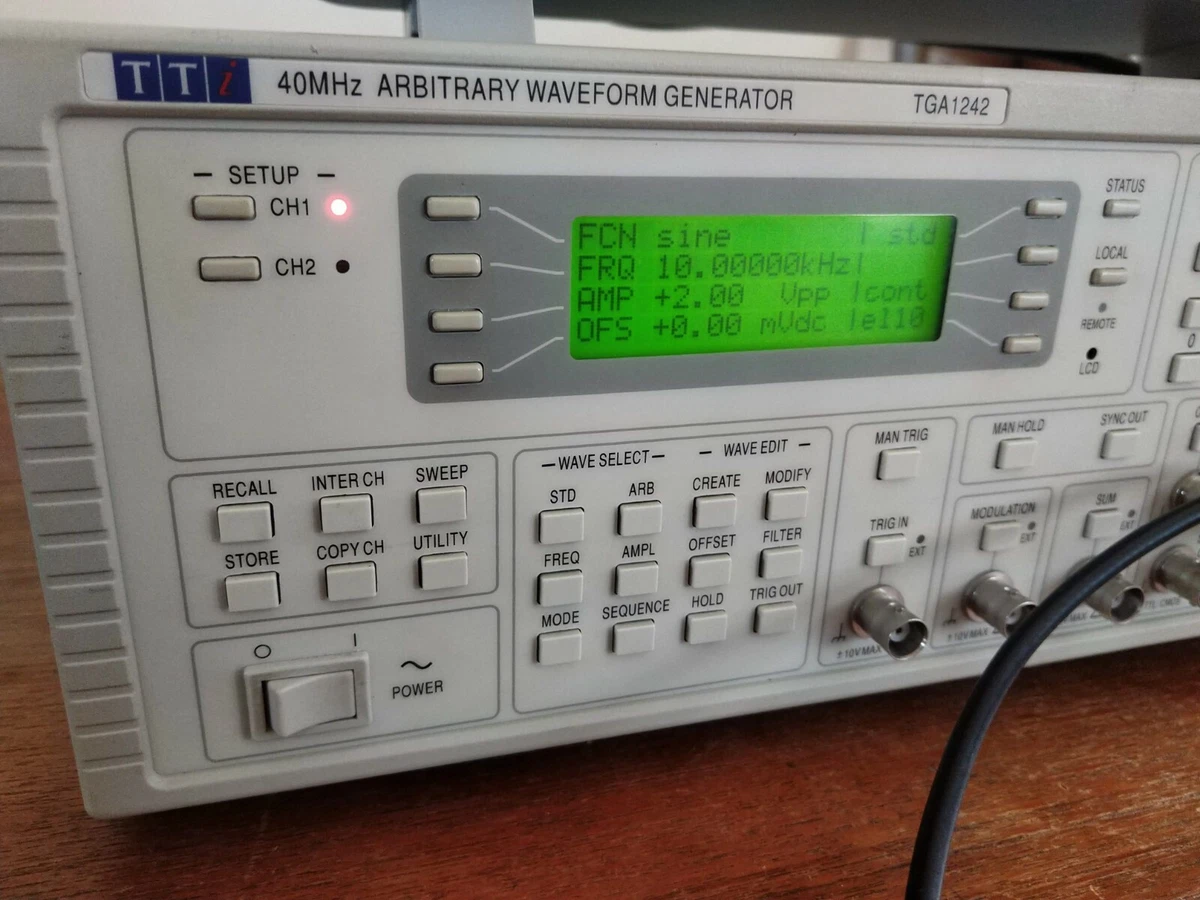 TTi 40MHz ARBITRARY WAVEFORM GENERATOR TGA1242
— SETUP —
CH1
CH2
FCN sine | std
FRQ 10.00000kHz|
AMP +2.00 Vpp |cont
OFS +0.00 mVdc
STATUS
LOCAL
REMOTE
LCD
0
RECALL INTER CH SWEEP
STORE COPY CH UTILITY
O I
POWER
—WAVE SELECT— — WAVE EDIT —
STD ARB CREATE MODIFY
FREQ AMPL OFFSET FILTER
MODE SEQUENCE HOLD TRIG OUT
MAN TRIG
TRIG IN
EXT
±10V MAX
MAN HOLD SYNC OUT
MODULATION
EXT
±10V MAX
SUM
EXT